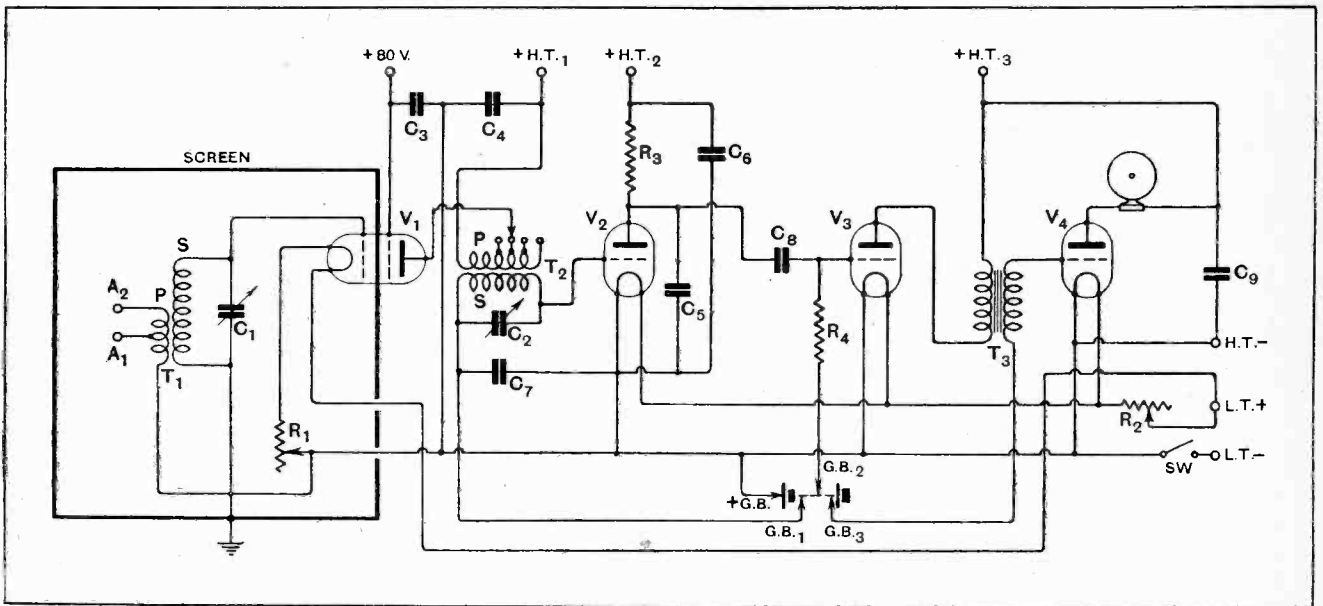 + 80 V.
+ H.T.1
+ H.T.2
+ H.T.3
C3
C4
R3
C6
SCREEN
V1
V2
V3
V4
S
P
A2
A1
T1
C1
P
T2
S
C2
C5
C8
R4
T3
C9
C7
H.T.-
R1
L.T.+
R2
L.T.-
SW
G.B.2
+G.B.
G.B.1
G.B.3